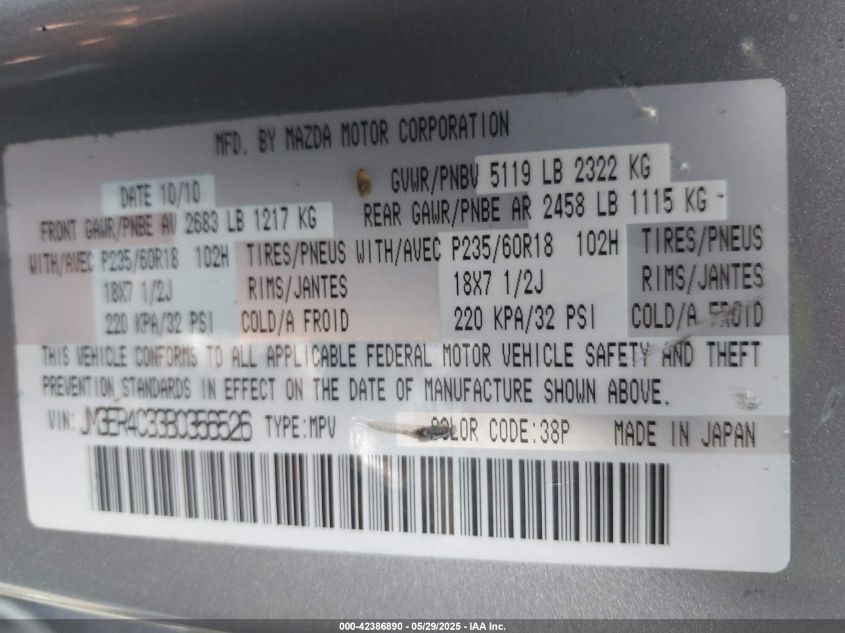 MFD. BY MAZDA MOTOR CORPORATION
DATE 10/10 GVWR/PNBV 5119 LB 2322 KG
FRONT GAWR/PNBE AV 2683 LB 1217 KG REAR GAWR/PNBE AR 2458 LB 1115 KG
WITH/AVEC P235/60R18 102H TIRES/PNEUS WITH/AVEC P235/60R18 102H TIRES/PNEUS
18X7 1/2J RIMS/JANTES 18X7 1/2J RIMS/JANTES
220 KPA/32 PSI COLD/A FROID 220 KPA/32 PSI COLD/A FROID
THIS VEHICLE CONFORMS TO ALL APPLICABLE FEDERAL MOTOR VEHICLE SAFETY AND THEFT
PREVENTION STANDARDS IN EFFECT ON THE DATE OF MANUFACTURE SHOWN ABOVE.
VIN: JM3ER4C33B0356526 TYPE:MPV COLOR CODE:38P MADE IN JAPAN
000-42386890 - 05/29/2025 - IAA Inc.